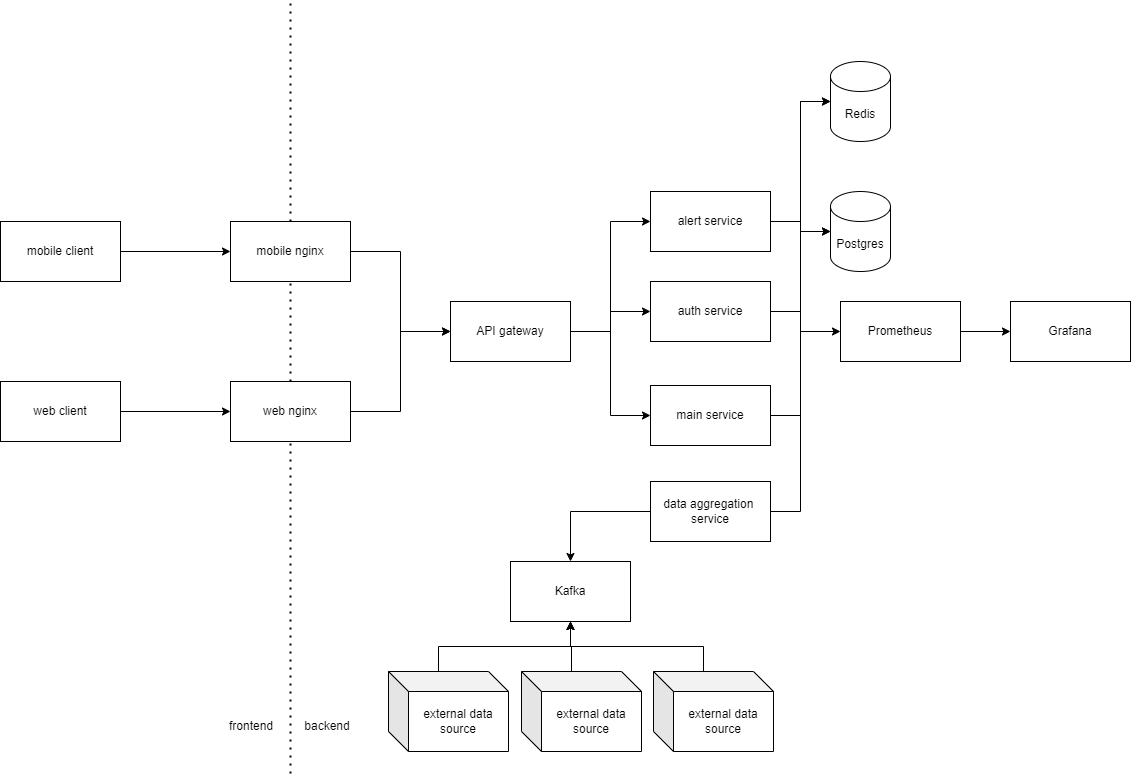 Redis
Postgres
alert service
mobile client
mobile nginx
auth service
API gateway
Prometheus
Grafana
web client
web nginx
main service
data aggregation
service
Kafka
external data
source
external data
source
external data
source
frontend
backend